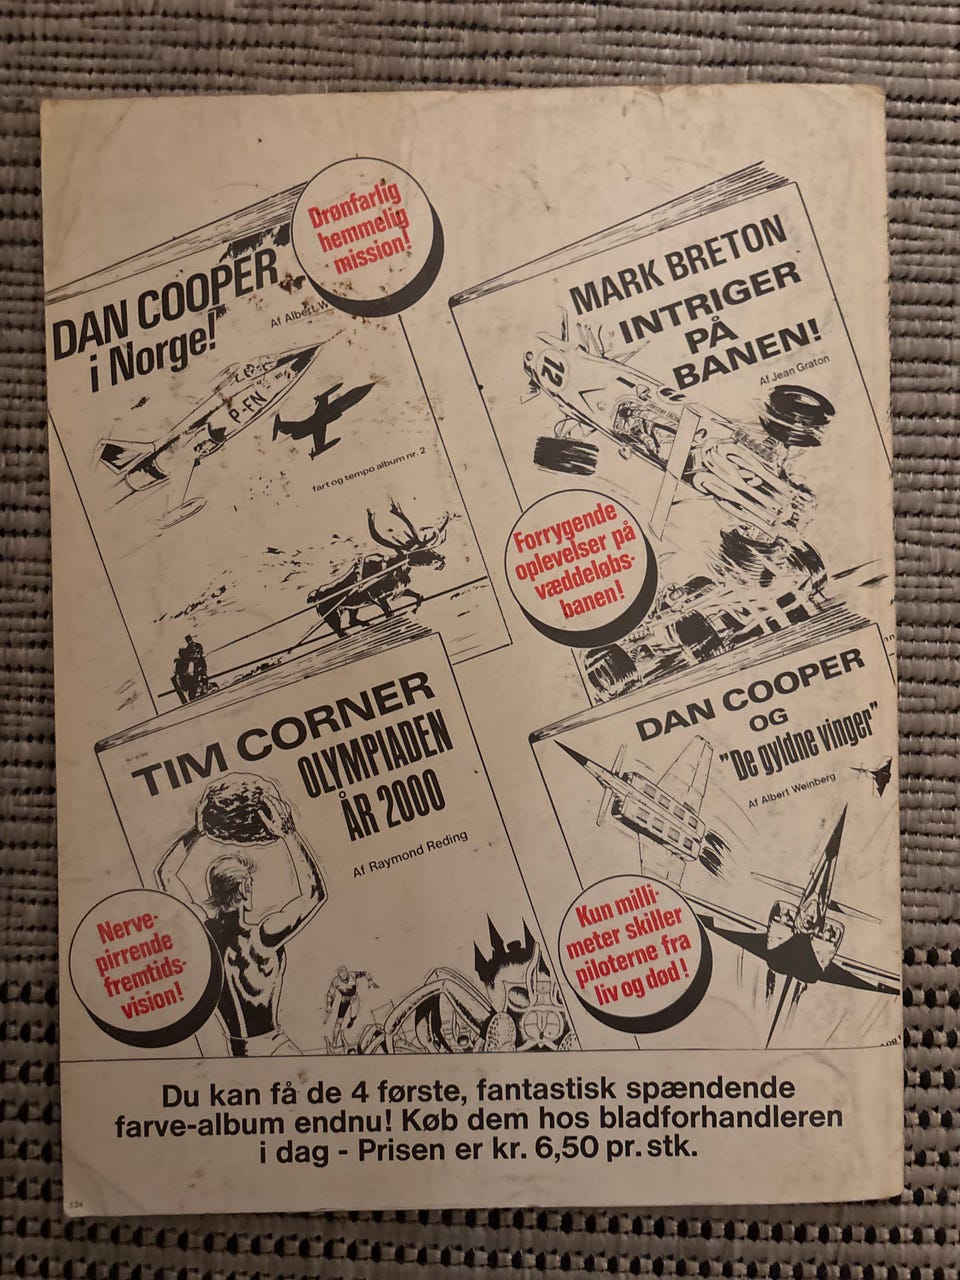 Drønfarlig
hemmelig
mission!
DAN COOPER
i Norge!
Af Albert
P-FN
fart og tempo album nr. 2
MARK BRETON
INTRIGER
PÅ
BANEN!
Af Jean Graton
12
Forrygende
oplevelser på
væddeløbs-
banen!
TIM CORNER
OLYMPIADEN
ÅR 2000
Af Raymond Reding
Nerve-
pirrende
fremtids-
vision!
DAN COOPER
OG
"De gyldne vinger"
Af Albert Weinberg
Kun milli-
meter skiller
piloterne fra
liv og død!
Du kan få de 4 første, fantastisk spændende
farve-album endnu! Køb dem hos bladforhandleren
i dag - Prisen er kr. 6,50 pr. stk.